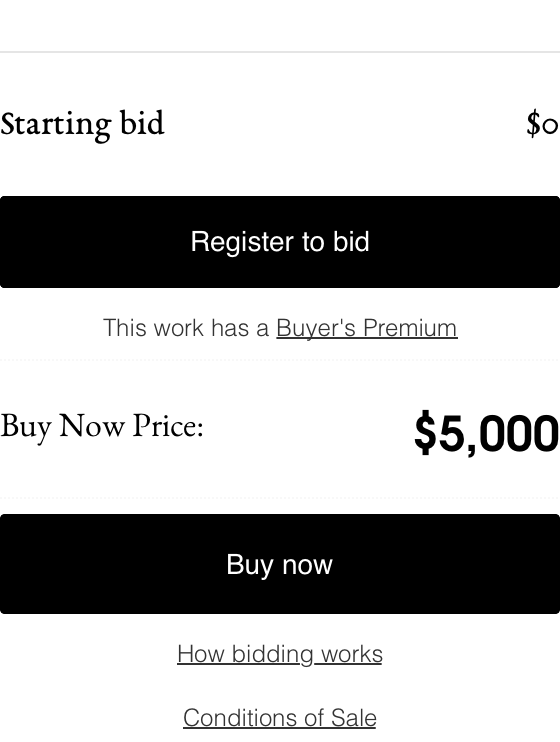 Starting bid $0
Register to bid
This work has a Buyer's Premium
Buy Now Price: $5,000
Buy now
How bidding works
Conditions of Sale